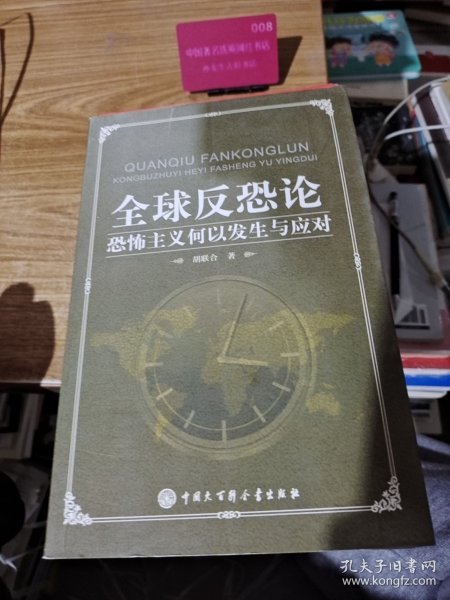 008
QUANQIU FANKONGLUN
KONGBUZHUYI HEYI FASHENG YU YINGDUI
全球反恐论
恐怖主义何以发生与应对
胡联合 著
中国大百科全书出版社
孔夫子旧书网
www.kongfz.com